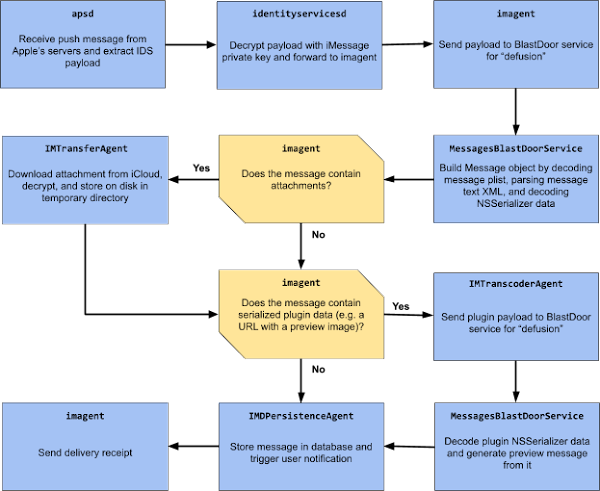 apsd
Receive push message from
Apple's servers and extract IDS
payload
identityservicesd
Decrypt payload with iMessage
private key and forward to imagent
imagent
Send payload to BlastDoor service
for "defusion"
IMTransferAgent
Download attachment from iCloud,
decrypt, and store on disk in
temporary directory
Yes
imagent
Does the message contain
attachments?
MessagesBlastDoorService
Build Message object by decoding
message plist, parsing message
text XML, and decoding
NSSerializer data
No
imagent
Does the message contain
serialized plugin data (e.g. a
URL with a preview image)?
Yes
IMTranscoderAgent
Send plugin payload to BlastDoor
service for "defusion"
No
imagent
Send delivery receipt
IMDPersistenceAgent
Store message in database and
trigger user notification
MessagesBlastDoorService
Decode plugin NSSerializer data
and generate preview message
from it